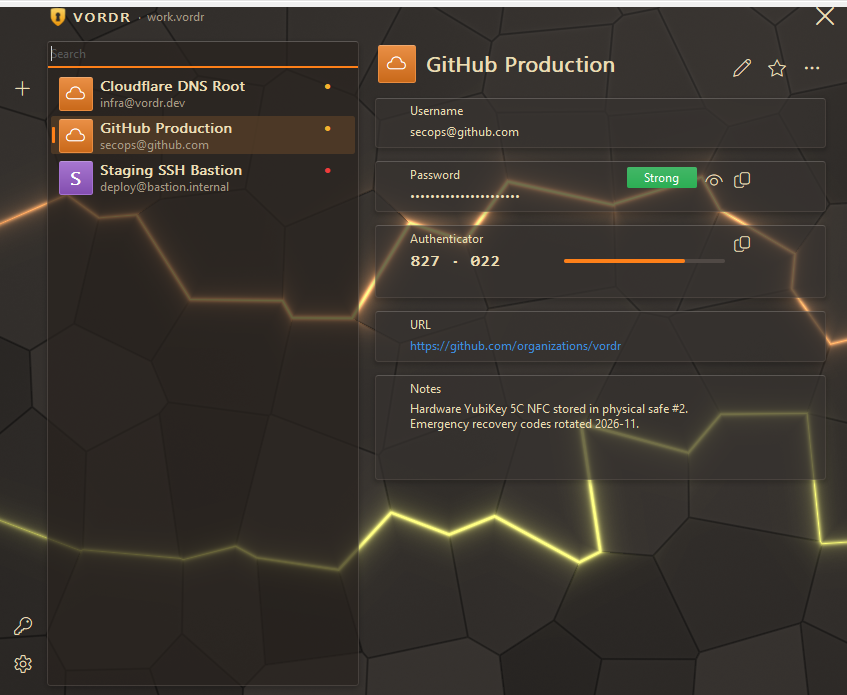 VORDR · work.vordr
Search
Cloudflare DNS Root
infra@vordr.dev
GitHub Production
secops@github.com
S
Staging SSH Bastion
deploy@bastion.internal
GitHub Production
Username
secops@github.com
Password
Strong
••••••••••••••••••••••
Authenticator
827 - 022
URL
https://github.com/organizations/vordr
Notes
Hardware YubiKey 5C NFC stored in physical safe #2.
Emergency recovery codes rotated 2026-11.